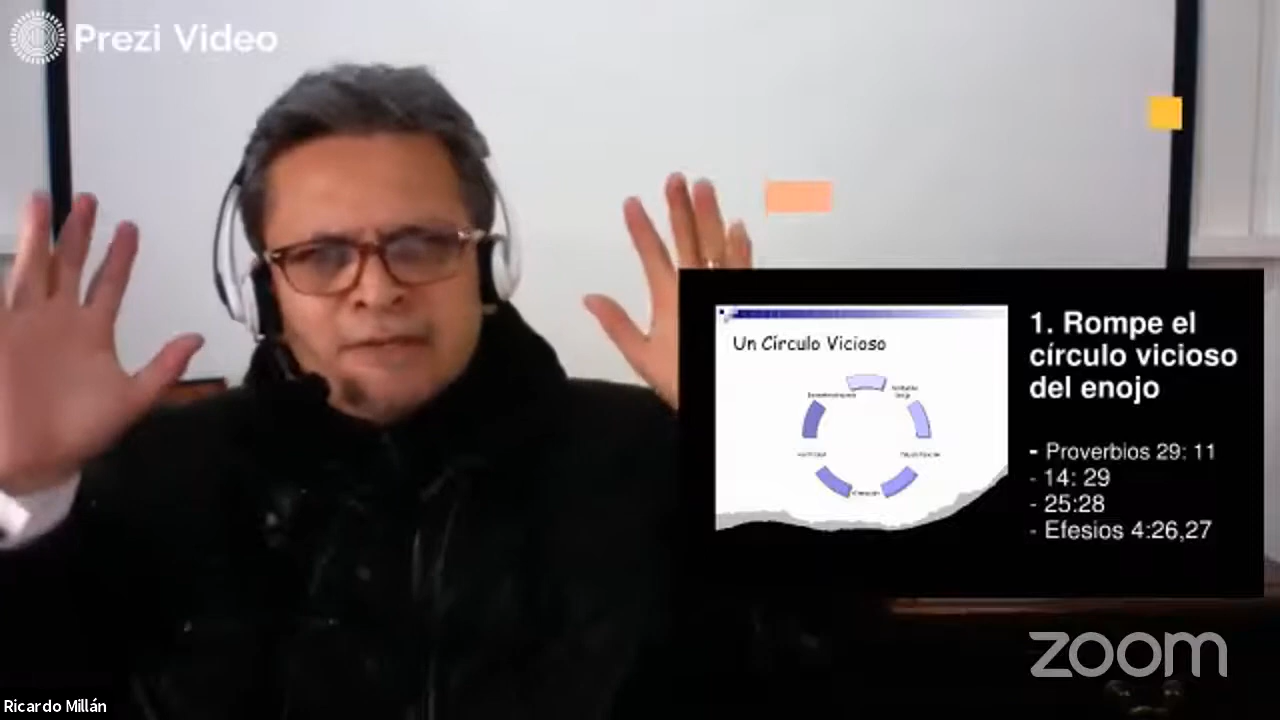 Prezi Video
Un Círculo Vicioso
1. Rompe el
círculo vicioso
del enojo
- Proverbios 29: 11
- 14: 29
- 25:28
- Efesios 4:26,27
zoom
Ricardo Millán